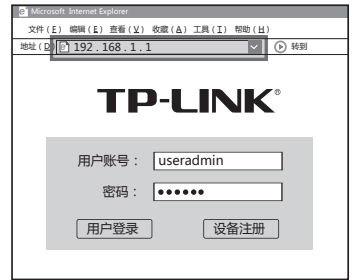 Microsoft Internet Explorer
文件(F) 编辑(E) 查看(V) 收藏(A) 工具(I) 帮助(H)
地址(D) 192.168.1.1 转到
TP-LINK®
用户账号： useradmin
密码： ●●●●●●
用户登录 设备注册